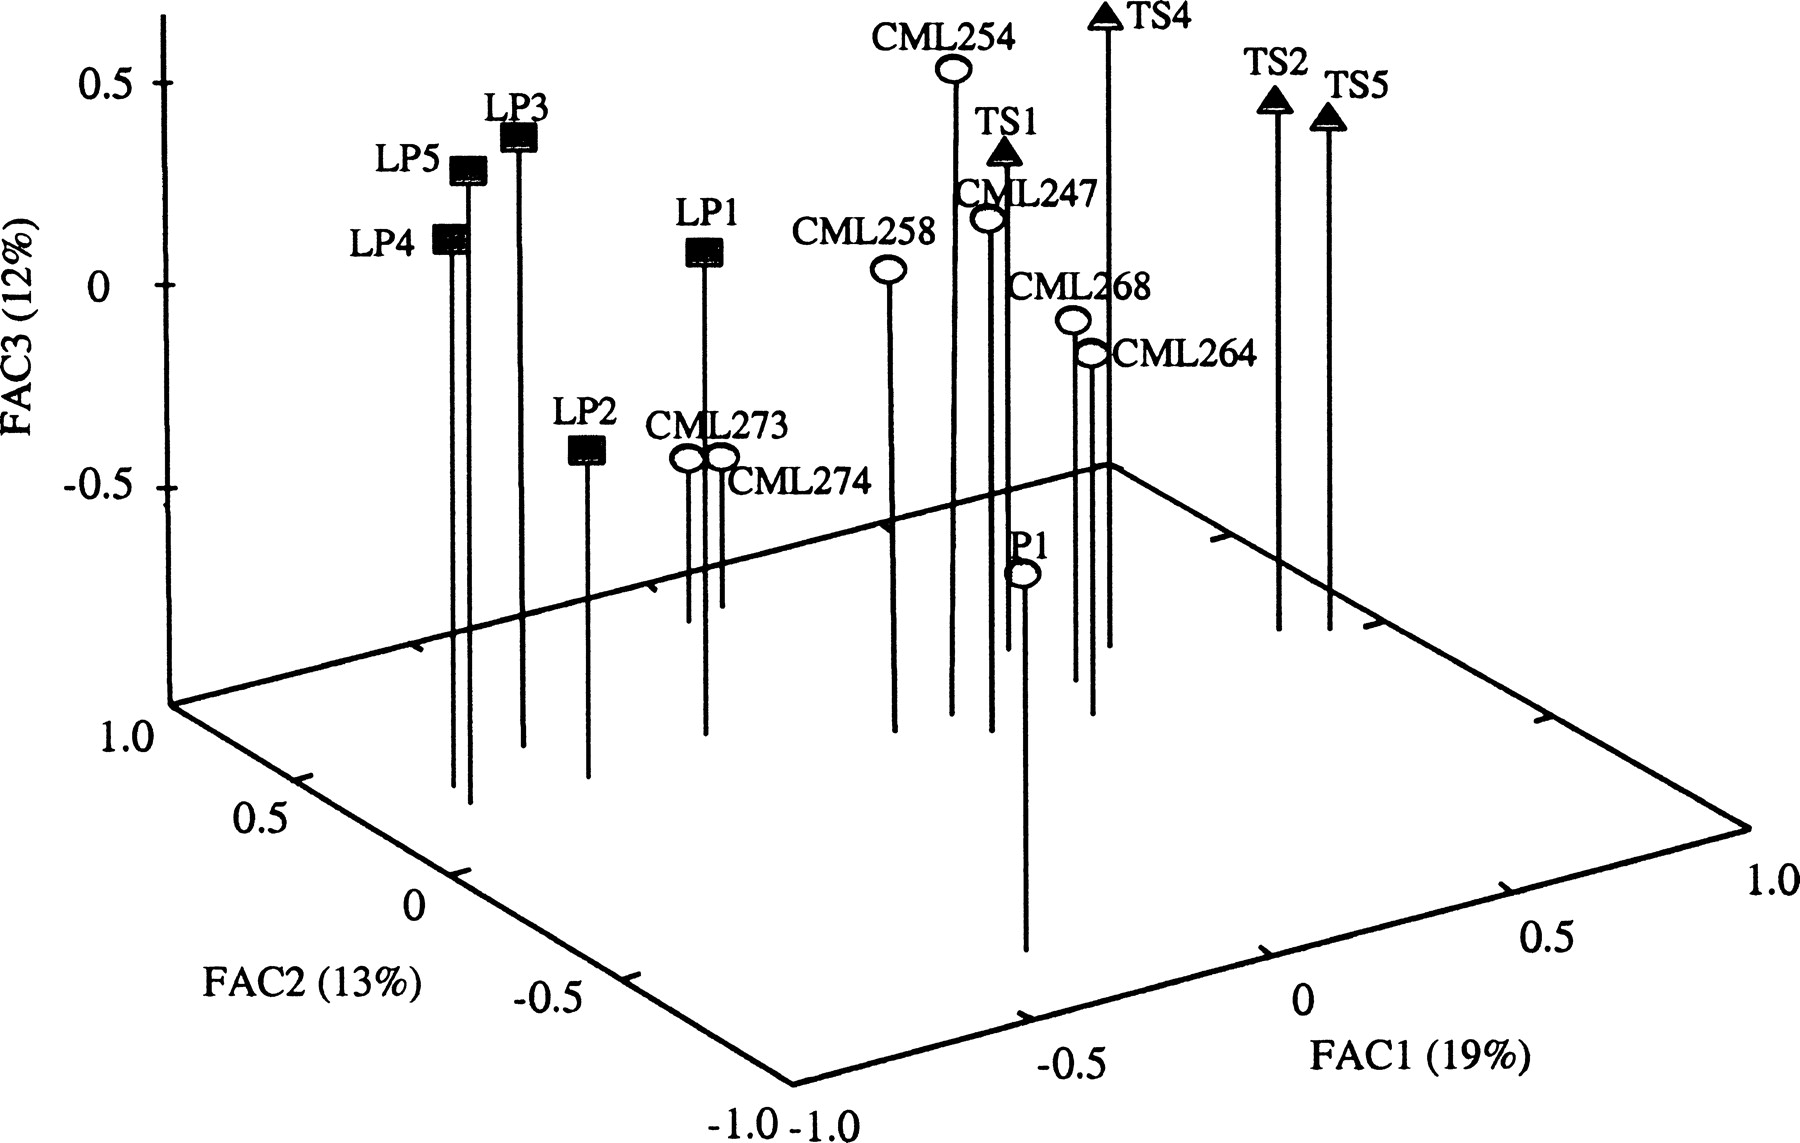 TS4
CML254
TS2
0.5
TS5
LP3
TS1
LP5
CML247
LP1
CML258
LP4
0
CML268
FAC3 (12%)
CML264
LP2
CML273
-0.5
CML274
P1
1.0
0.5
0
1.0
0.5
FAC2 (13%)
-0.5
0
FAC1 (19%)
-0.5
-1.0
-1.0